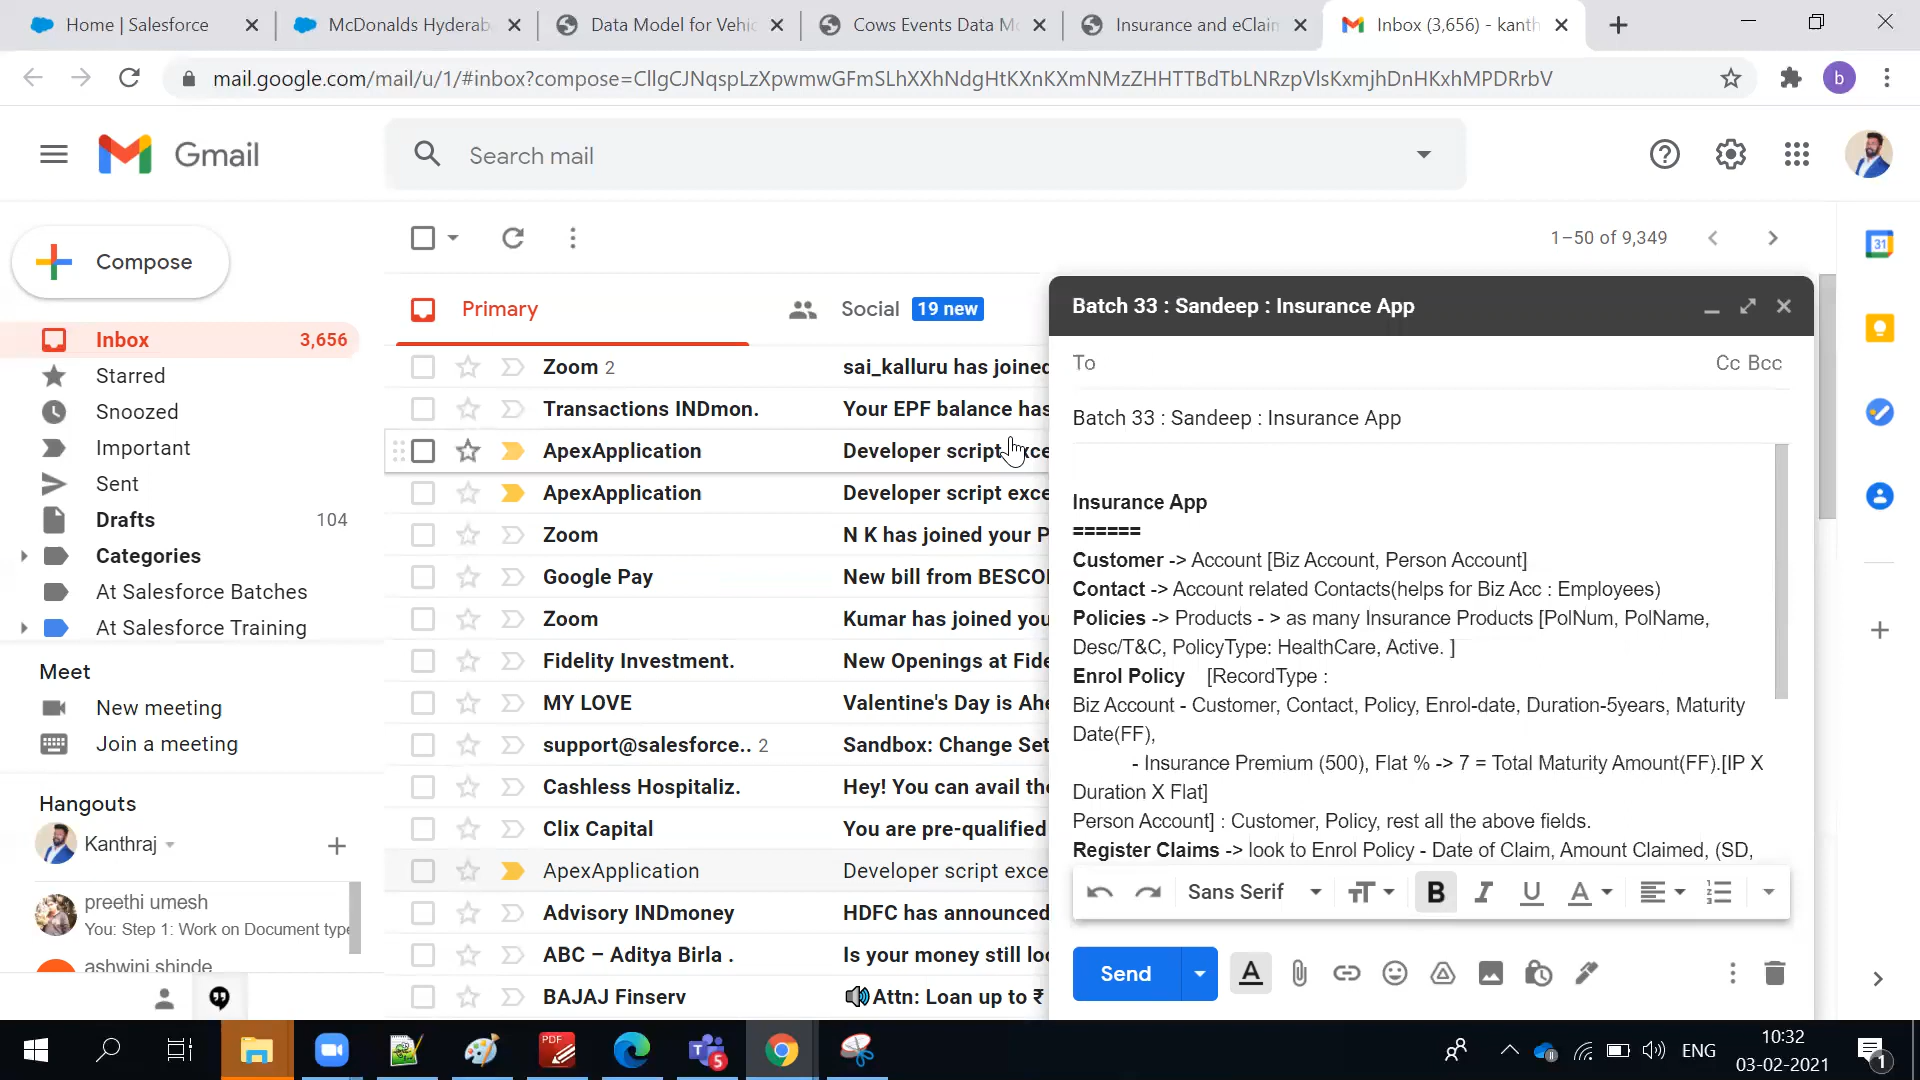 Home | Salesforce
McDonalds Hyderab
Data Model for Vehic
Cows Events Data Mo
Insurance and eClaim
Inbox (3,656) - kanth
mail.google.com/mail/u/1/#inbox?compose=CllgCJNqspLzXpwmwGFmSLhXXhNdgHtKXnKXmNMzZHHTTBdTbLNRzpVlsKxmjhDnHKxhMPDRrbV
b
Gmail
Search mail
Compose
1–50 of 9,349
31
Primary
Social 19 new
Inbox 3,656
Starred
Snoozed
Important
Sent
Drafts 104
Categories
At Salesforce Batches
At Salesforce Training
Meet
New meeting
Join a meeting
Hangouts
Kanthraj
preethi umesh
You: Step 1: Work on Document type
ashwini shinde
Zoom 2 sai_kalluru has joined
Transactions INDmon. Your EPF balance has
ApexApplication Developer script exce
ApexApplication Developer script exce
Zoom N K has joined your P
Google Pay New bill from BESCO
Zoom Kumar has joined you
Fidelity Investment. New Openings at Fide
MY LOVE Valentine's Day is Ahe
support@salesforce.. 2 Sandbox: Change Set
Cashless Hospitaliz. Hey! You can avail the
Clix Capital You are pre-qualified
ApexApplication Developer script exce
Advisory INDmoney HDFC has announced
ABC – Aditya Birla . Is your money still loc
BAJAJ Finserv Attn: Loan up to ₹
Batch 33 : Sandeep : Insurance App
To Cc Bcc
Batch 33 : Sandeep : Insurance App
Insurance App
======
Customer -> Account [Biz Account, Person Account]
Contact -> Account related Contacts(helps for Biz Acc : Employees)
Policies -> Products - > as many Insurance Products [PolNum, PolName,
Desc/T&C, PolicyType: HealthCare, Active. ]
Enrol Policy [RecordType :
Biz Account - Customer, Contact, Policy, Enrol-date, Duration-5years, Maturity
Date(FF),
- Insurance Premium (500), Flat % -> 7 = Total Maturity Amount(FF).[IP X
Duration X Flat]
Person Account] : Customer, Policy, rest all the above fields.
Register Claims -> look to Enrol Policy - Date of Claim, Amount Claimed, (SD,
Sans Serif
B I U A
Send
A
PDF
5
ENG
10:32
03-02-2021
1